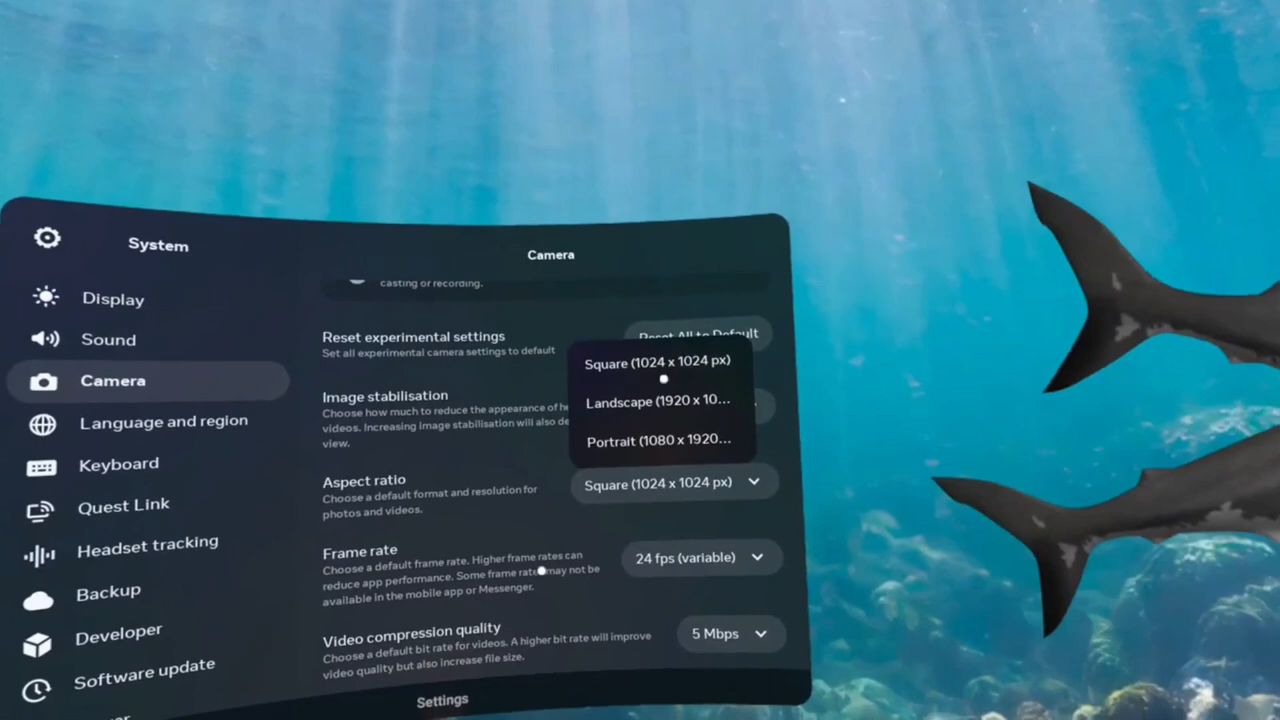 System
Display
Sound
Camera
Language and region
Keyboard
Quest Link
Headset tracking
Backup
Developer
Software update
Camera
casting or recording.
Reset experimental settings
Set all experimental camera settings to default
Reset All to Default
Image stabilisation
Choose how much to reduce the appearance of
videos. Increasing image stabilisation will also
view.
Square (1024 x 1024 px)
Landscape (1920 x 10...
Portrait (1080 x 1920...
Aspect ratio
Choose a default format and resolution for
photos and videos.
Square (1024 x 1024 px)
Frame rate
Choose a default frame rate. Higher frame rates can
reduce app performance. Some frame rate may not be
available in the mobile app or Messenger.
24 fps (variable)
Video compression quality
Choose a default bit rate for videos. A higher bit rate will improve
video quality but also increase file size.
5 Mbps
Settings